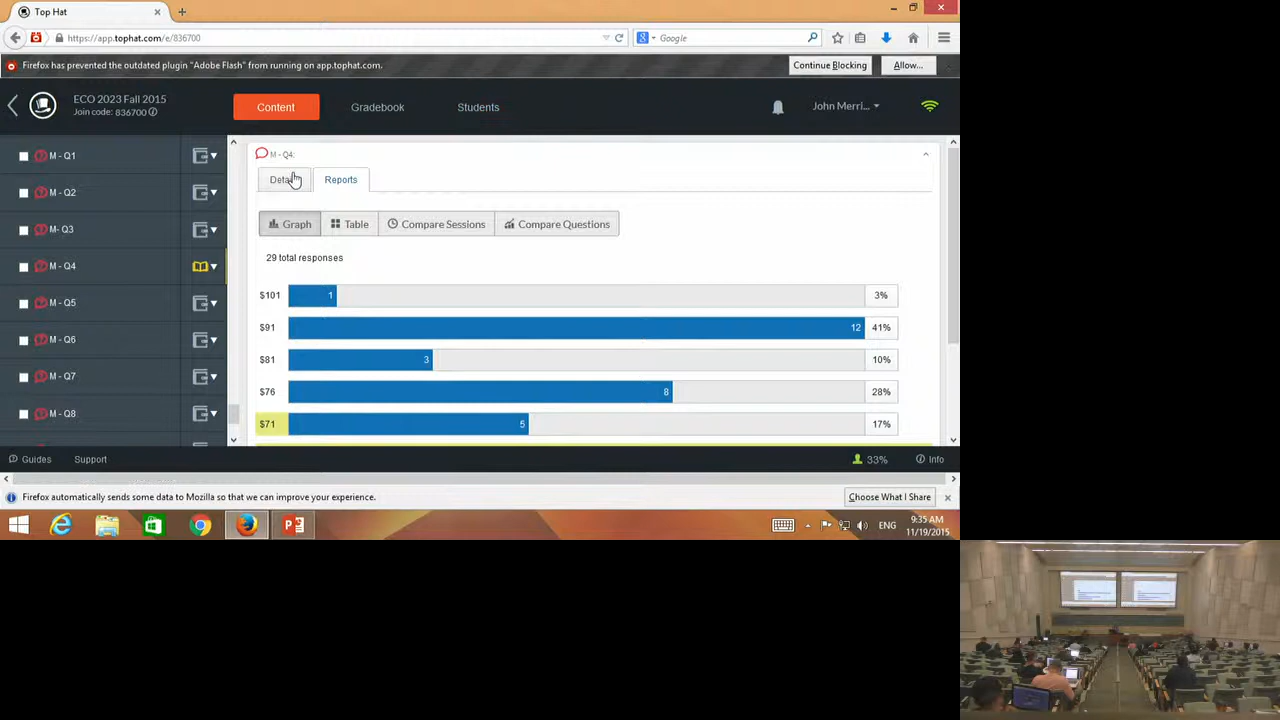 Top Hat
https://app.tophat.com/e/836700
Google
Firefox has prevented the outdated plugin "Adobe Flash" from running on app.tophat.com.
Continue Blocking
Allow...
ECO 2023 Fall 2015
Join code: 836700
Content
Gradebook
Students
John Merri...
M - Q1
M - Q2
M- Q3
M - Q4
M - Q5
M - Q6
M - Q7
M - Q8
M - Q4:
Reports
Graph
Table
Compare Sessions
Compare Questions
29 total responses
$101 1 3%
$91 12 41%
$81 3 10%
$76 8 28%
$71 5 17%
Guides
Support
33%
Info
Firefox automatically sends some data to Mozilla so that we can improve your experience.
Choose What I Share
ENG
9:35 AM
11/19/2015